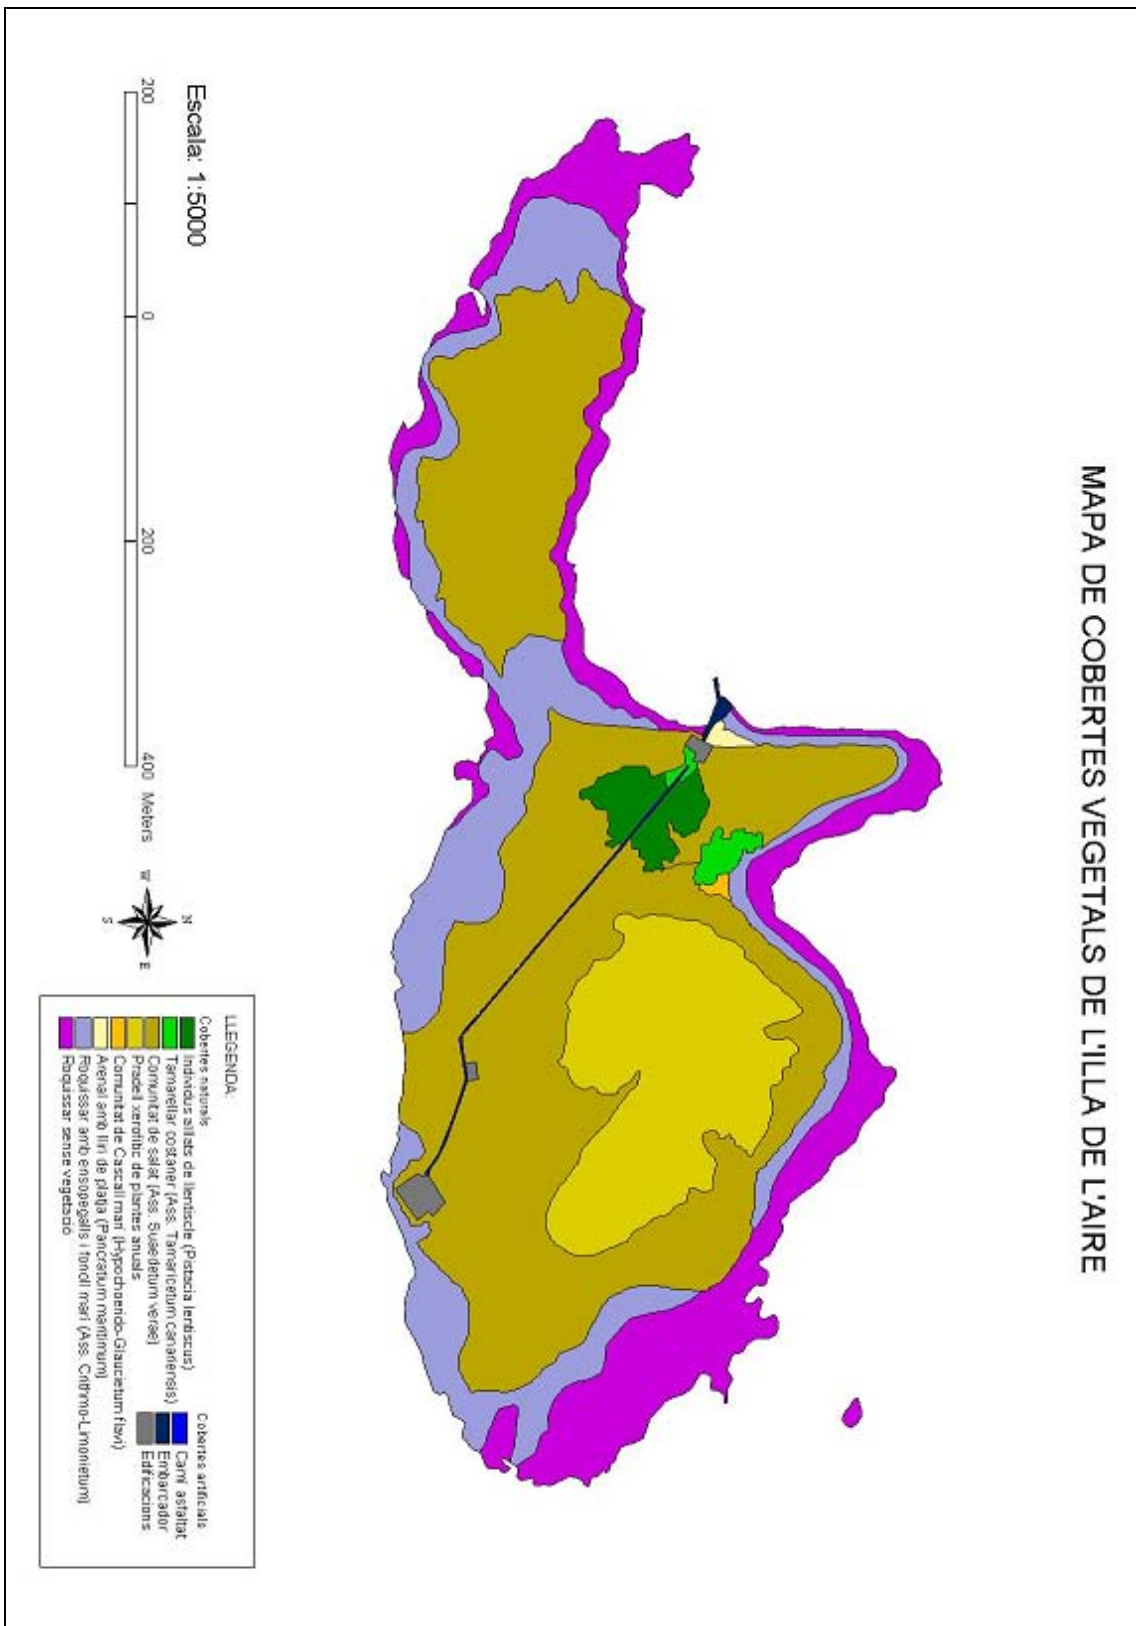 MAPA DE COBERTES VEGETALS DE L'ILLA DE L'AIRE
Escala: 1:5000
200
0
200
400 Meters
N
W
E
S
LLEGENDA:
Cobertes naturals
Individus aïllats de llentiscle (Pistacia lentiscus)
Tamarellar costaner (Ass. Tamaricetum canariensis)
Comunitat de salat (Ass. Suaedetum verae)
Pradell xerofític de plantes anuals
Comunitat de Cascall marí (Hypochoerido-Glaucietum flavi)
Arenal amb lliri de platja (Pancratium maritimum)
Roquissar amb ensopegalls i fonoll marí (Ass. Crithmo-Limonietum)
Roquissar sense vegetació
Cobertes artificials
Camí asfaltat
Embarcador
Edificacions